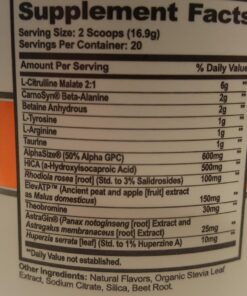 Supplement Facts
Serving Size: 2 Scoops (16.9g)
Servings Per Container: 20
Amount Per Serving % Daily Value
L-Citrulline Malate 2:1 6g **
CarnoSyn® Beta-Alanine 2g **
Betaine Anhydrous 2g **
L-Tyrosine 1g **
L-Arginine 1g **
Taurine 1g **
AlphaSize® (50% Alpha GPC) 600mg **
HICA (a-Hydroxyisocaproic Acid) 500mg **
Rhodiola rosea [root] (Std. to 3% Salidrosides) 100mg **
ElevATP™ (Ancient peat and apple [fruit] extract
as Malus domesticus) 150mg **
Theobromine 30mg **
AstraGin® (Panax notoginseng [root] Extract and
Astragalus membranaceus [root] Extract) 25mg **
Huperzia serrata [leaf] (Std. to 1% Huperzine A) 10mg **
**Daily Value not established.
Other Ingredients: Natural Flavors, Organic Stevia Leaf
Extract, Sodium Citrate, Silica, Beet Root.